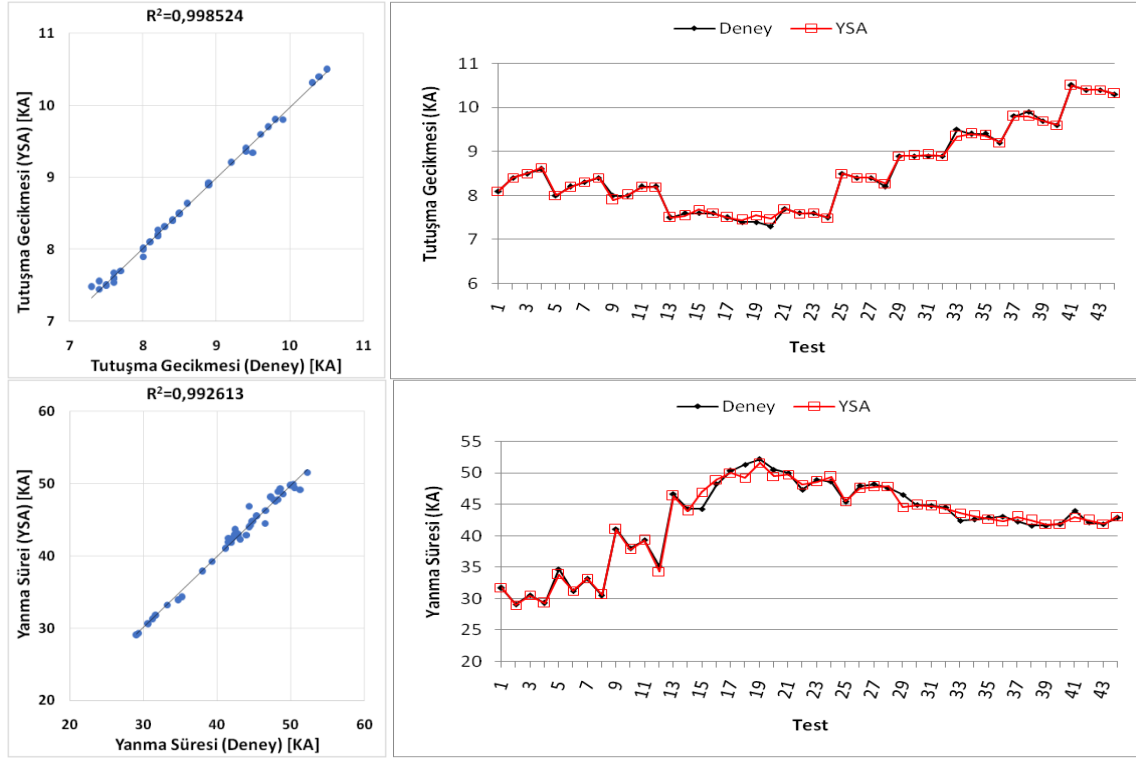 R²=0,998524
Tutuşma Gecikmesi (YSA) [KA]
11
10
9
8
7
7 8 9 10 11
Tutuşma Gecikmesi (Deney) [KA]
Deney YSA
Tutuşma Gecikmesi (KA)
11
10
9
8
7
6
1 3 5 7 9 11 13 15 17 19 21 23 25 27 29 31 33 35 37 39 41 43
Test
R²=0,992613
Yanma Sürei (YSA) [KA]
60
50
40
30
20
20 30 40 50 60
Yanma Süresi (Deney) [KA]
Deney YSA
Yanma Süresi (KA)
55
50
45
40
35
30
25
20
1 3 5 7 9 11 13 15 17 19 21 23 25 27 29 31 33 35 37 39 41 43
Test